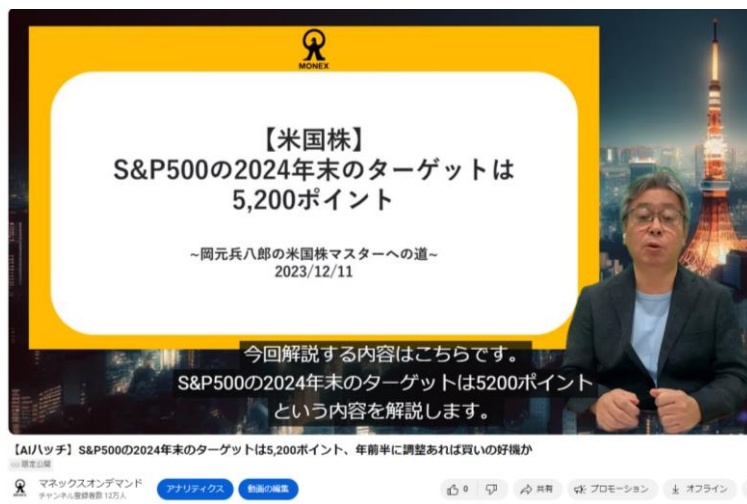 MONEX
【米国株】
S&P500の2024年末のターゲットは
5,200ポイント
~岡元兵八郎の米国株マスターへの道~
2023/12/11
今回解説する内容はこちらです。
S&P500の2024年末のターゲットは5200ポイント
という内容を解説します。
【AIハッチ】S&P500の2024年末のターゲットは5,200ポイント、年前半に調整あれば買いの好機か
限定公開
マネックスオンデマンド
チャンネル登録者数 12万人
アナリティクス
動画の編集
0
共有
プロモーション
オフライン